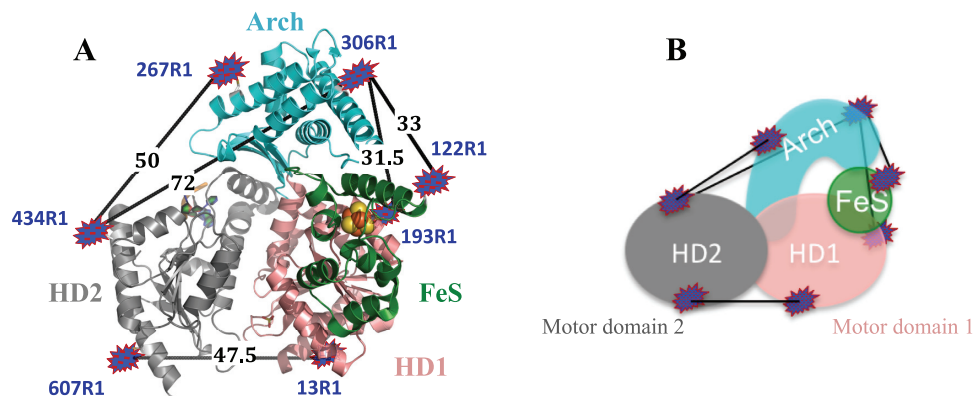 A
Arch
306R1
267R1
33
50
31.5
122R1
72
434R1
193R1
HD2
FeS
47.5
HD1
607R1
13R1
B
Arch
FeS
HD2
HD1
Motor domain 2
Motor domain 1